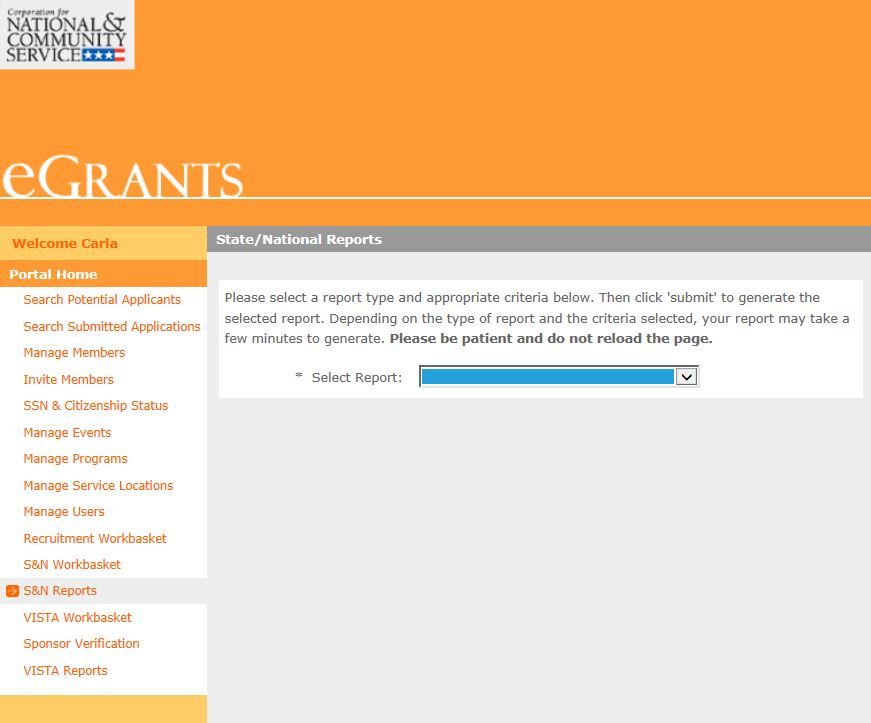 Corporation for
NATIONAL &
COMMUNITY
SERVICE
eGRANTS
Welcome Carla
Portal Home
Search Potential Applicants
Search Submitted Applications
Manage Members
Invite Members
SSN & Citizenship Status
Manage Events
Manage Programs
Manage Service Locations
Manage Users
Recruitment Workbasket
S&N Workbasket
S&N Reports
VISTA Workbasket
Sponsor Verification
VISTA Reports
State/National Reports
Please select a report type and appropriate criteria below. Then click 'submit' to generate the
selected report. Depending on the type of report and the criteria selected, your report may take a
few minutes to generate. Please be patient and do not reload the page.
* Select Report: